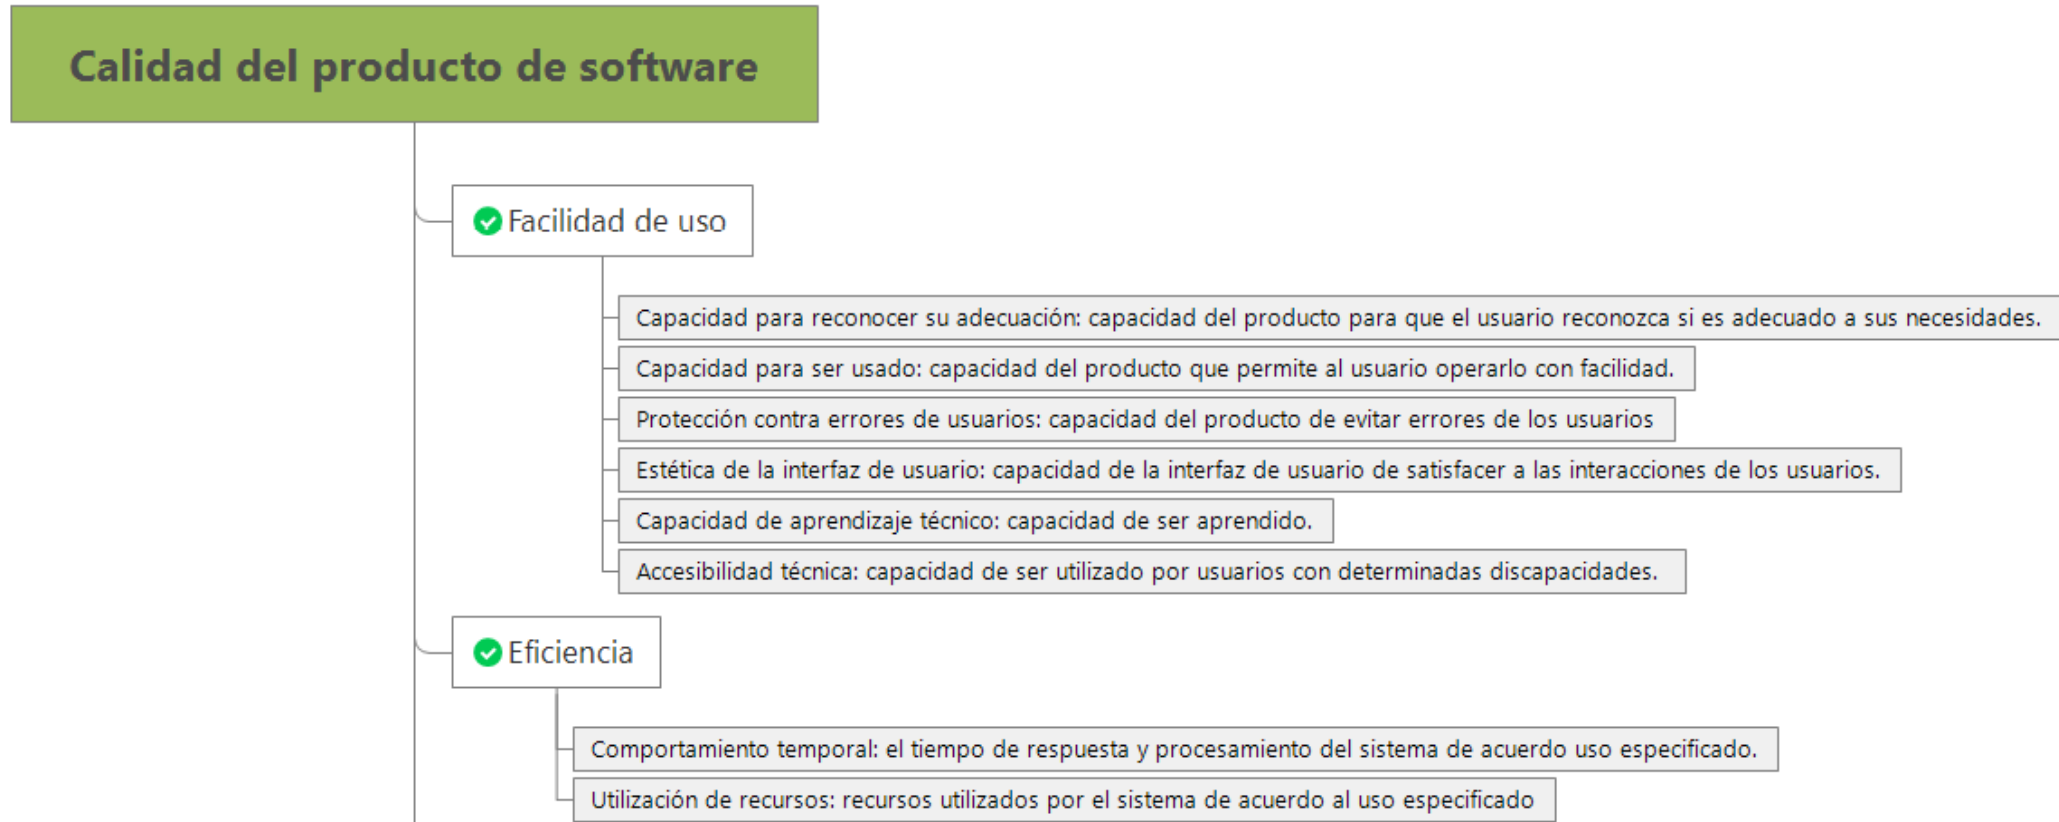 Calidad del producto de software
Facilidad de uso
Capacidad para reconocer su adecuación: capacidad del producto para que el usuario reconozca si es adecuado a sus necesidades.
Capacidad para ser usado: capacidad del producto que permite al usuario operarlo con facilidad.
Protección contra errores de usuarios: capacidad del producto de evitar errores de los usuarios
Estética de la interfaz de usuario: capacidad de la interfaz de usuario de satisfacer a las interacciones de los usuarios.
Capacidad de aprendizaje técnico: capacidad de ser aprendido.
Accesibilidad técnica: capacidad de ser utilizado por usuarios con determinadas discapacidades.
Eficiencia
Comportamiento temporal: el tiempo de respuesta y procesamiento del sistema de acuerdo uso especificado.
Utilización de recursos: recursos utilizados por el sistema de acuerdo al uso especificado